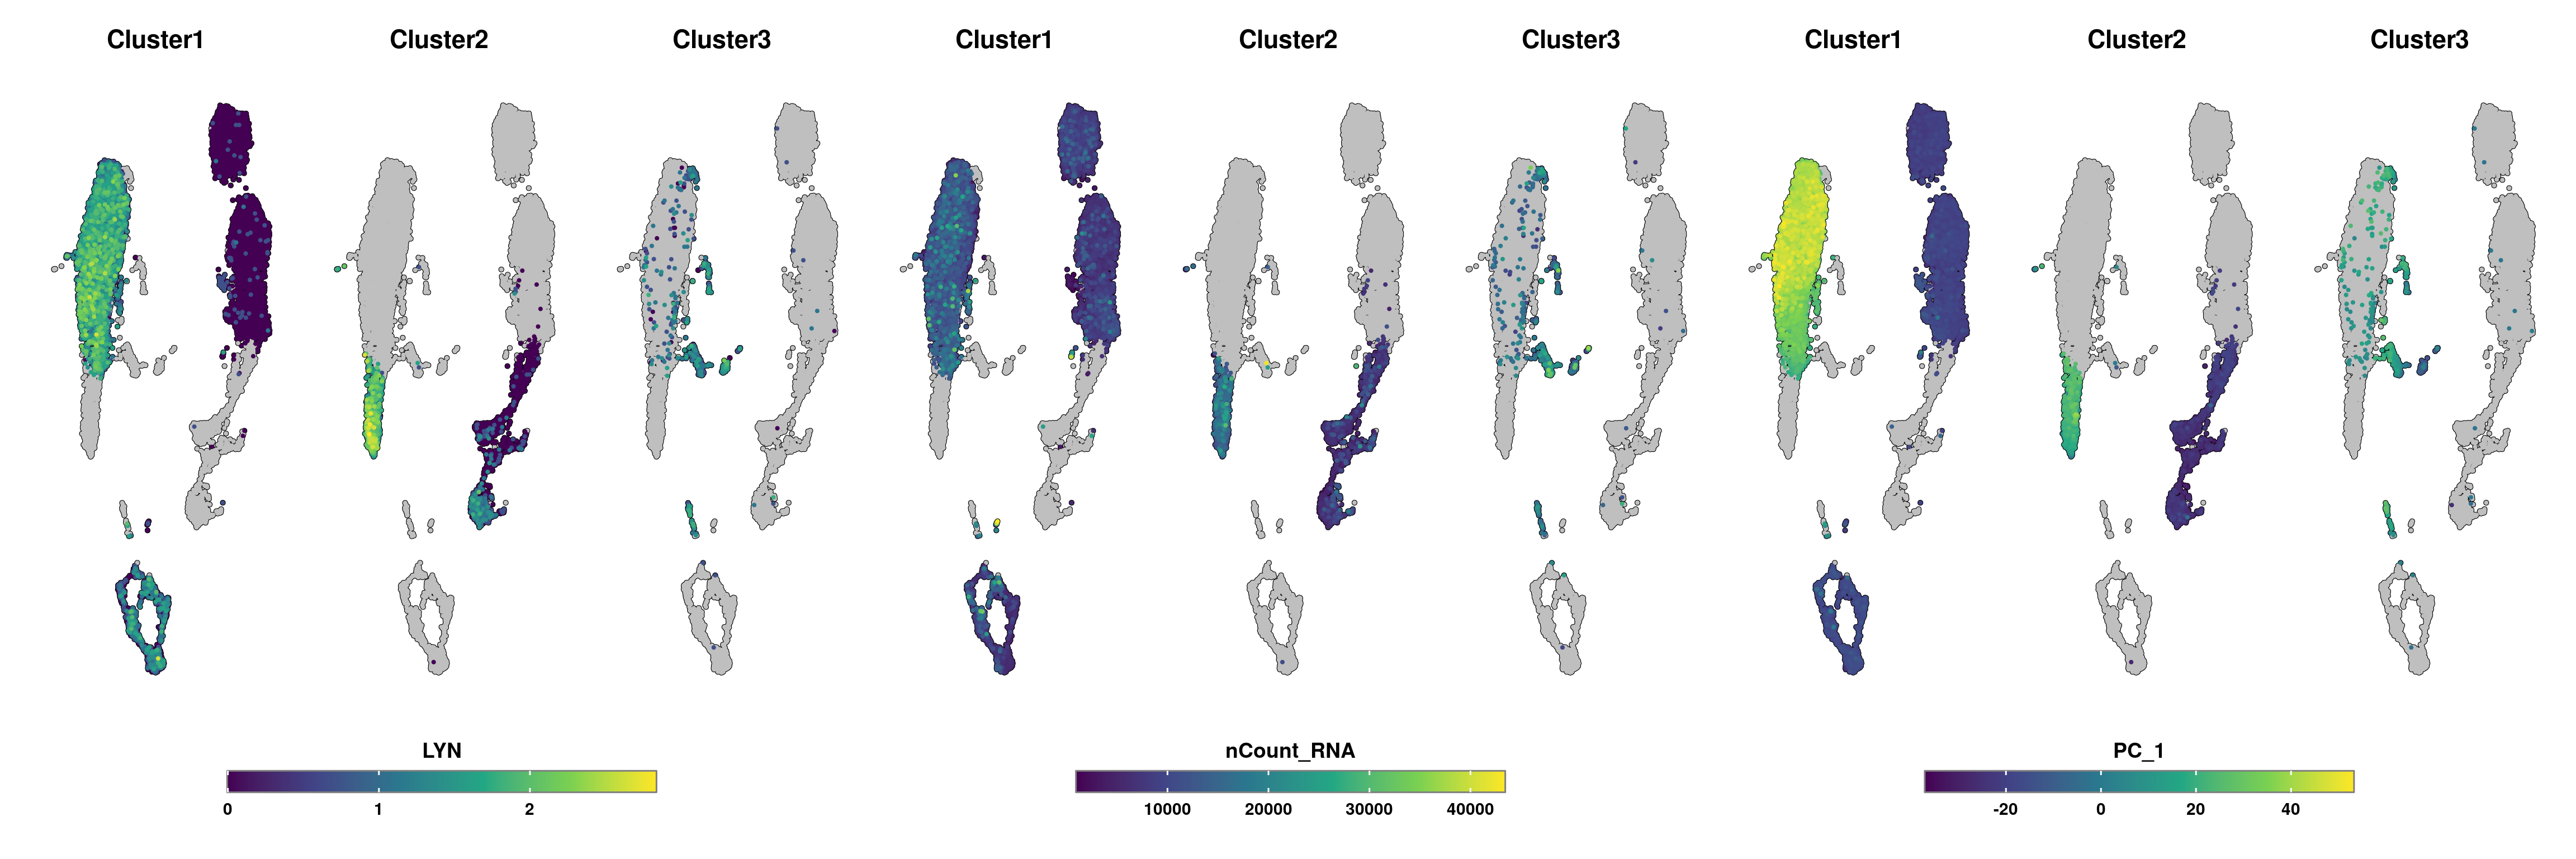 Cluster1 Cluster2 Cluster3 Cluster1 Cluster2 Cluster3 Cluster1 Cluster2 Cluster3
LYN nCount_RNA PC_1
0 1 2 10000 20000 30000 40000 -20 0 20 40